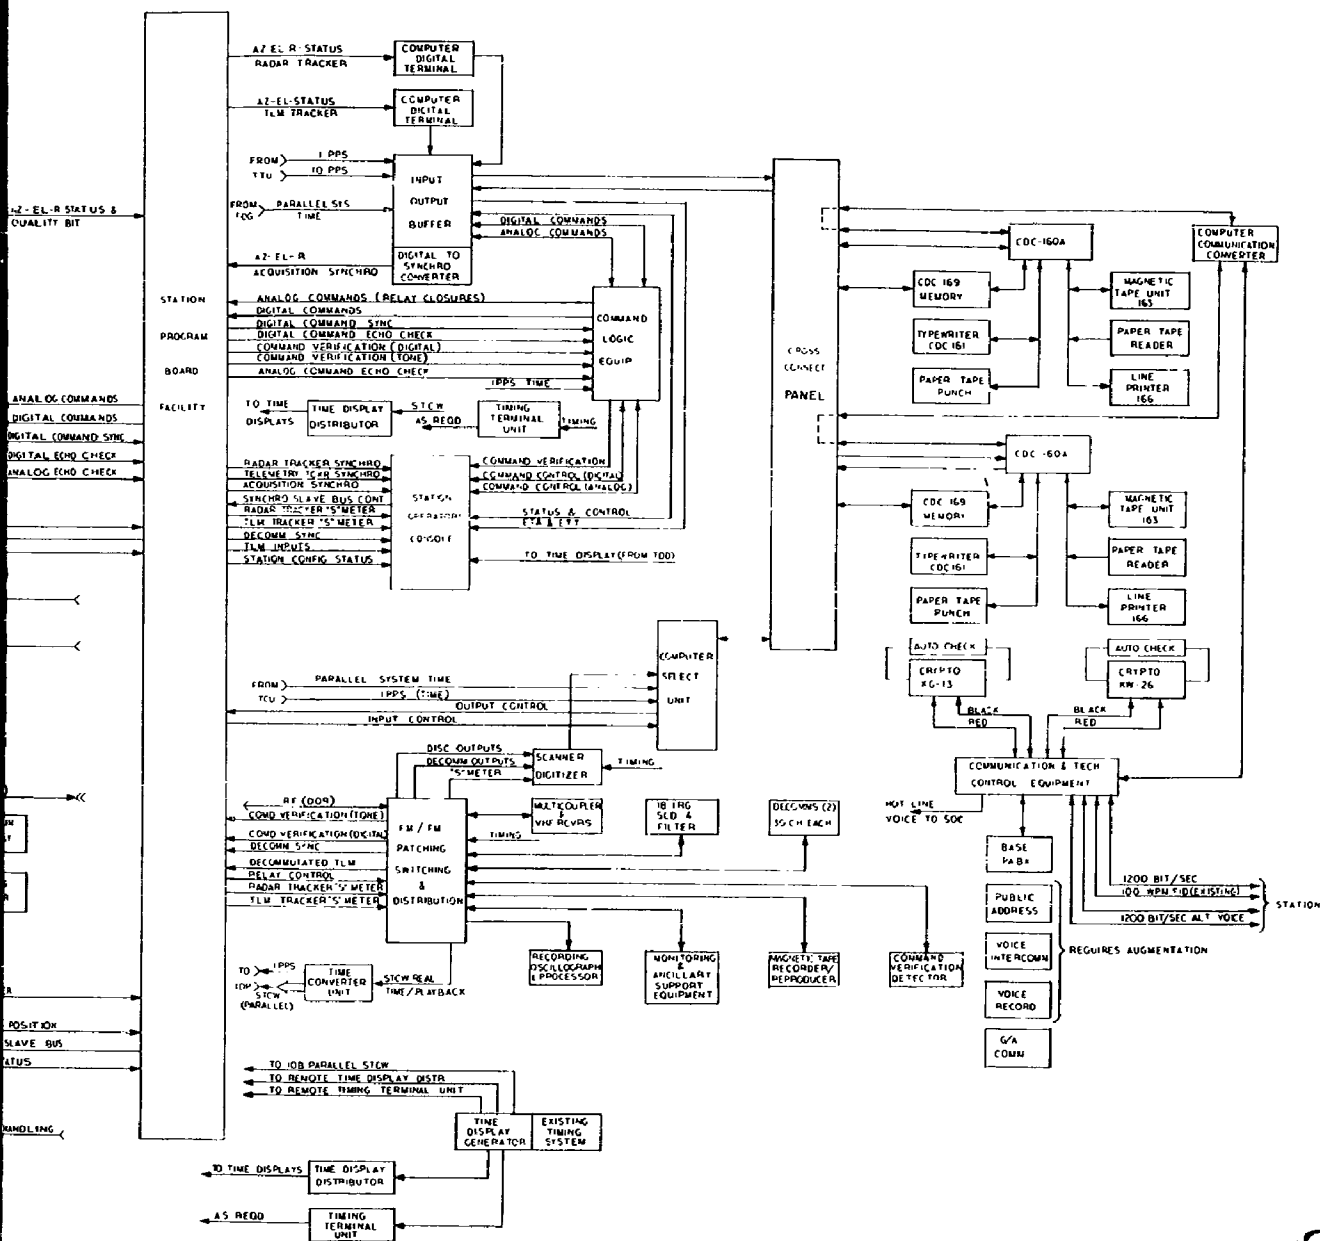 AZ-EL-R STATUS &
QUALITY BIT
ANALOG COMMANDS
DIGITAL COMMANDS
DIGITAL COMMAND SYNC
DIGITAL ECHO CHECK
ANALOG ECHO CHECK
POSITION
SLAVE BUS
HANDLING
STATION
PROGRAM
BOARD
FACILITY
AZ EL R-STATUS
RADAR TRACKER
COMPUTER
DIGITAL
TERMINAL
AZ-EL-STATUS
TLM TRACKER
COMPUTER
DIGITAL
TERMINAL
FROM
TTU
1 PPS
10 PPS
FROM
TDG
PARALLEL SYS
TIME
INPUT
OUTPUT
BUFFER
DIGITAL TO
SYNCHRO
CONVERTER
AZ-EL-R
ACQUISITION SYNCHRO
DIGITAL COMMANDS
ANALOG COMMANDS
ANALOG COMMANDS (RELAY CLOSURES)
DIGITAL COMMANDS
DIGITAL COMMAND SYNC
DIGITAL COMMAND ECHO CHECK
COMMAND VERIFICATION (DIGITAL)
COMMAND VERIFICATION (TONE)
ANALOG COMMAND ECHO CHECK
1PPS TIME
COMMAND
LOGIC
EQUIP
TO TIME
DISPLAYS
TIME DISPLAY
DISTRIBUTOR
STCW
AS REQD
TIMING
TERMINAL
UNIT
TIMING
RADAR TRACKER SYNCHRO
TELEMETRY TCKR SYNCHRO
ACQUISITION SYNCHRO
SYNCHRO SLAVE BUS CONT
RADAR TRACKER "S" METER
TLM TRACKER "S" METER
DECOMM SYNC
TLM INPUTS
STATION CONFIG STATUS
STATION
OPERATORS
CONSOLE
COMMAND VERIFICATION
COMMAND CONTROL (DIGITAL)
COMMAND CONTROL (ANALOG)
STATUS & CONTROL
ETA & ETT
TO TIME DISPLAY (FROM TDD)
CROSS
CONNECT
PANEL
CDC-160A
COMPUTER
COMMUNICATION
CONVERTER
CDC 169
MEMORY
MAGNETIC
TAPE UNIT
163
TYPEWRITER
CDC 161
PAPER TAPE
READER
PAPER TAPE
PUNCH
LINE
PRINTER
166
CDC -60A
CDC 169
MEMORY
MAGNETIC
TAPE UNIT
163
TYPEWRITER
CDC 161
PAPER TAPE
READER
PAPER TAPE
PUNCH
LINE
PRINTER
166
AUTO CHECK
CRYPTO
KG-13
AUTO CHECK
CRYPTO
KW-26
BLACK
RED
BLACK
RED
COMMUNICATION & TECH
CONTROL EQUIPMENT
HOT LINE
VOICE TO SOC
BASE
PABX
PUBLIC
ADDRESS
VOICE
INTERCOMM
VOICE
RECORD
G/A
COMM
REQUIRES AUGMENTATION
1200 BIT/SEC
100 WPM SID (EXISTING)
1200 BIT/SEC ALT VOICE
STATION
COMPUTER
SELECT
UNIT
FROM
TCU
PARALLEL SYSTEM TIME
1PPS (TIME)
OUTPUT CONTROL
INPUT CONTROL
DISC OUTPUTS
DECOMM OUTPUTS
"S" METER
SCANNER
DIGITIZER
TIMING
RF (DOR)
COMD VERIFICATION (TONE)
COMD VERIFICATION (DIGITAL)
DECOMM SYNC
DECOMMUTATED TLM
RELAY CONTROL
RADAR TRACKER "S" METER
TLM TRACKER "S" METER
FM/FM
PATCHING
SWITCHING
&
DISTRIBUTION
MULTICOUPLER
&
VHF RCVRS
TIMING
18 IRG
SCD &
FILTER
DECOMMS (2)
30 CH EACH
RECORDING
OSCILLOGRAPH
& PROCESSOR
MONITORING
&
ANCILLARY
SUPPORT
EQUIPMENT
MAGNETIC TAPE
RECORDER/
REPRODUCER
COMMAND
VERIFICATION
DETECTOR
TO
IOP
1PPS
STCW
(PARALLEL)
TIME
CONVERTER
UNIT
STCW REAL
TIME/PLAYBACK
TO IOB PARALLEL STCW
TO REMOTE TIME DISPLAY DISTR
TO REMOTE TIMING TERMINAL UNIT
TIME
DISPLAY
GENERATOR
EXISTING
TIMING
SYSTEM
TO TIME DISPLAYS
TIME DISPLAY
DISTRIBUTOR
AS REQD
TIMING
TERMINAL
UNIT